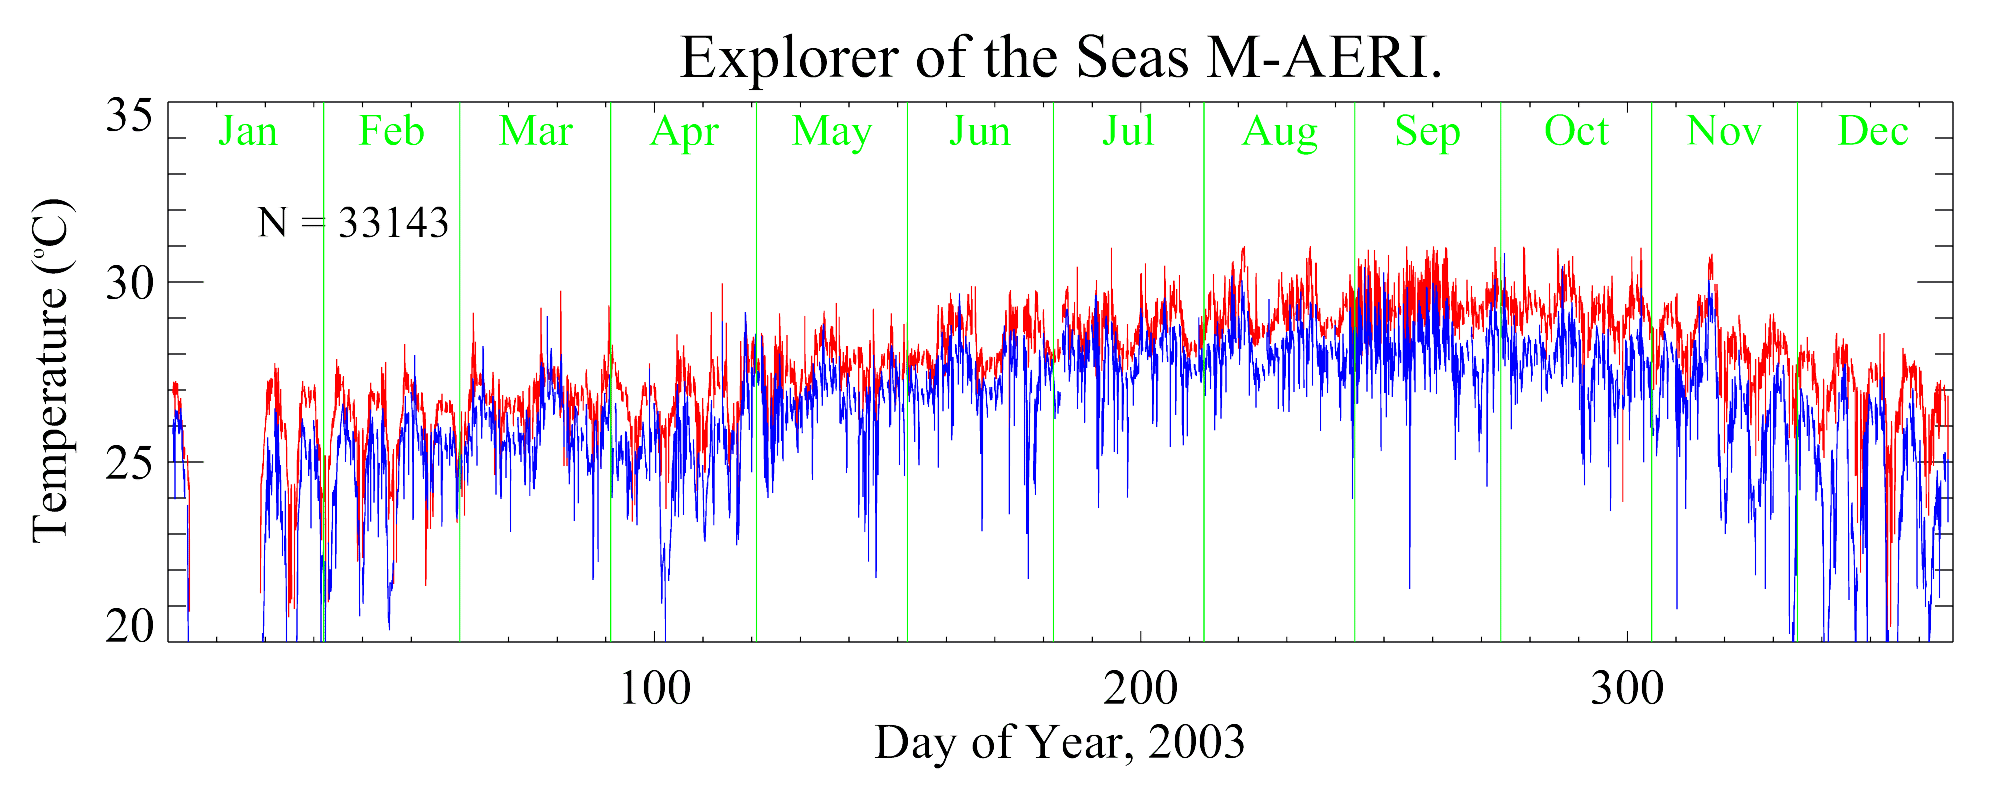 Explorer of the Seas M-AERI.
35
Jan Feb Mar Apr May Jun Jul Aug Sep Oct Nov Dec
N = 33143
30
25
20
Temperature (ºC)
100 200 300
Day of Year, 2003